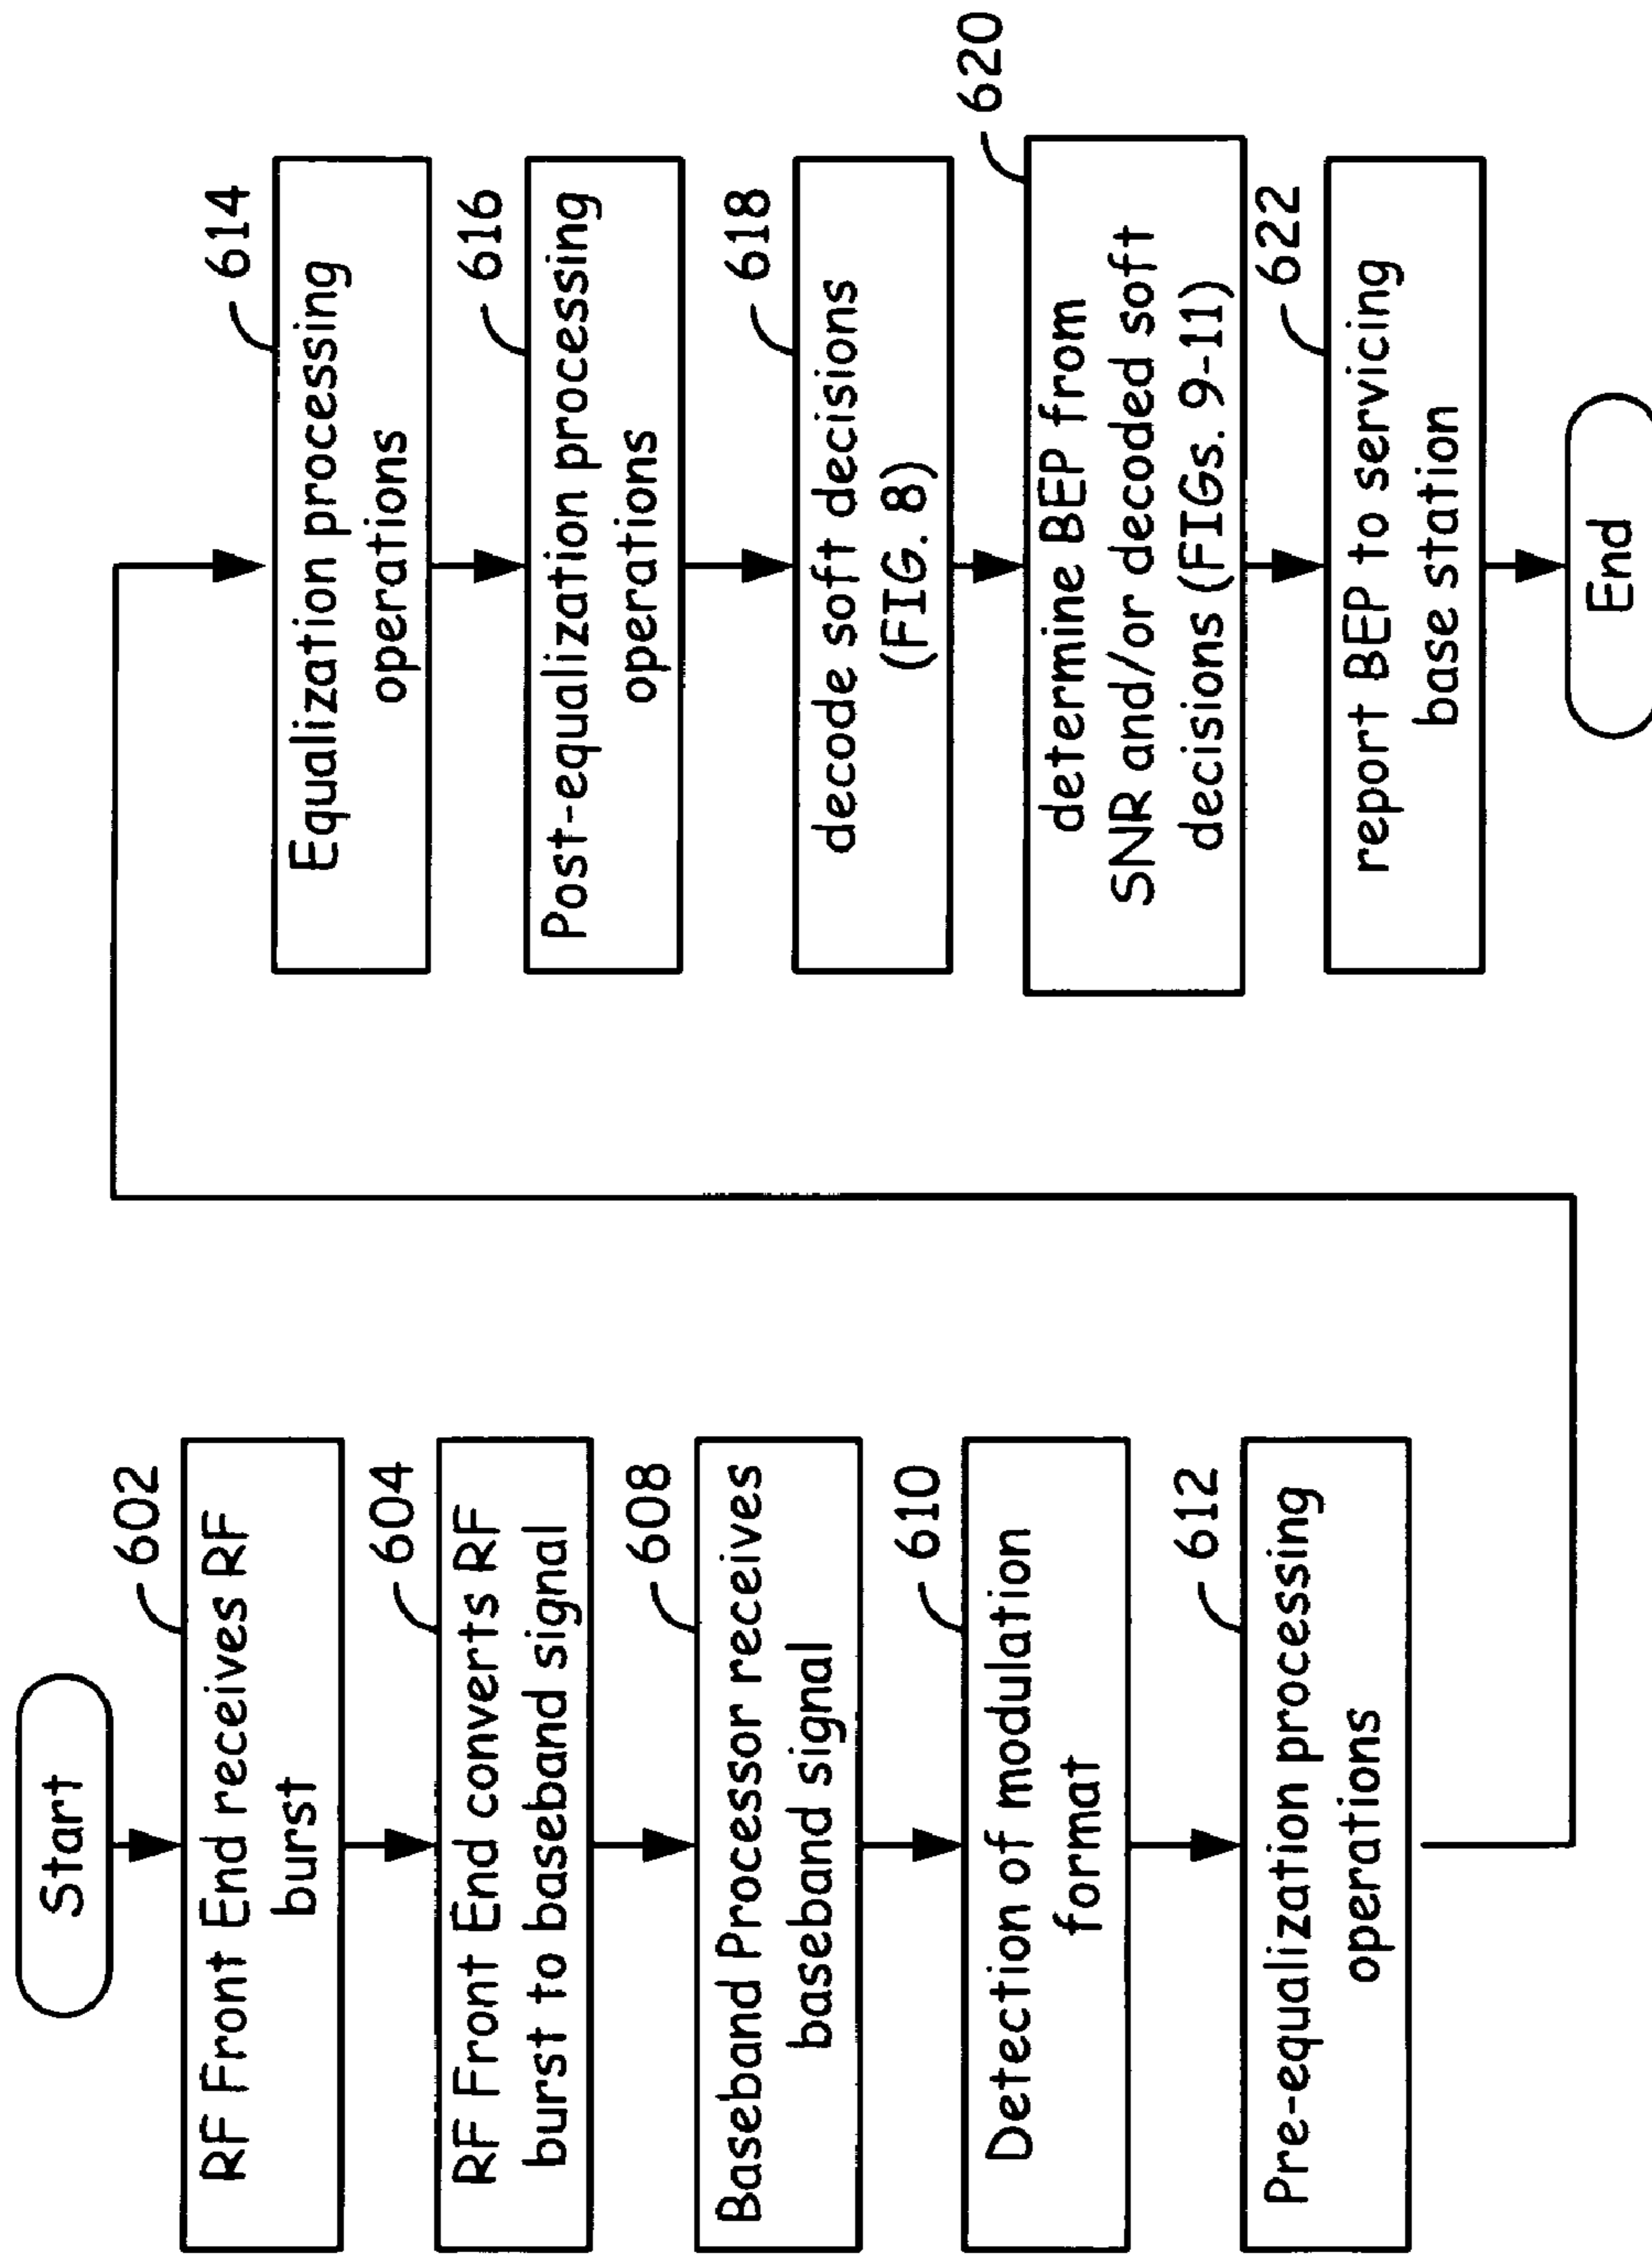 Start
602
RF Front End receives RF
burst
604
RF Front End converts RF
burst to baseband signal
608
Baseband Processor receives
baseband signal
610
Detection of modulation
format
612
Pre-equalization processing
operations
614
Equalization processing
operations
616
Post-equalization processing
operations
618
decode soft decisions
(FIG. 8)
620
determine BEP from
SNR and/or decoded soft
decisions (FIGs. 9-11)
622
report BEP to servicing
base station
End